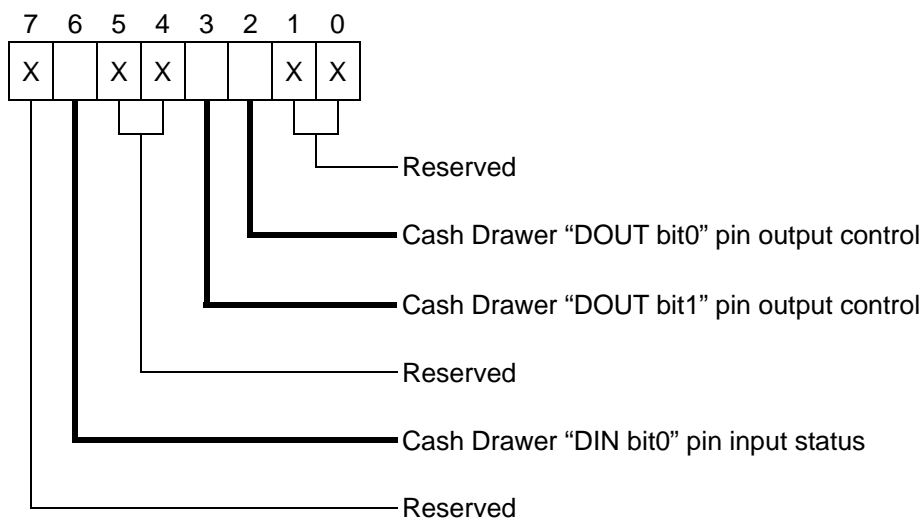 7 6 5 4 3 2 1 0
X X X X X
Reserved
Cash Drawer “DOUT bit0” pin output control
Cash Drawer “DOUT bit1” pin output control
Reserved
Cash Drawer “DIN bit0” pin input status
Reserved